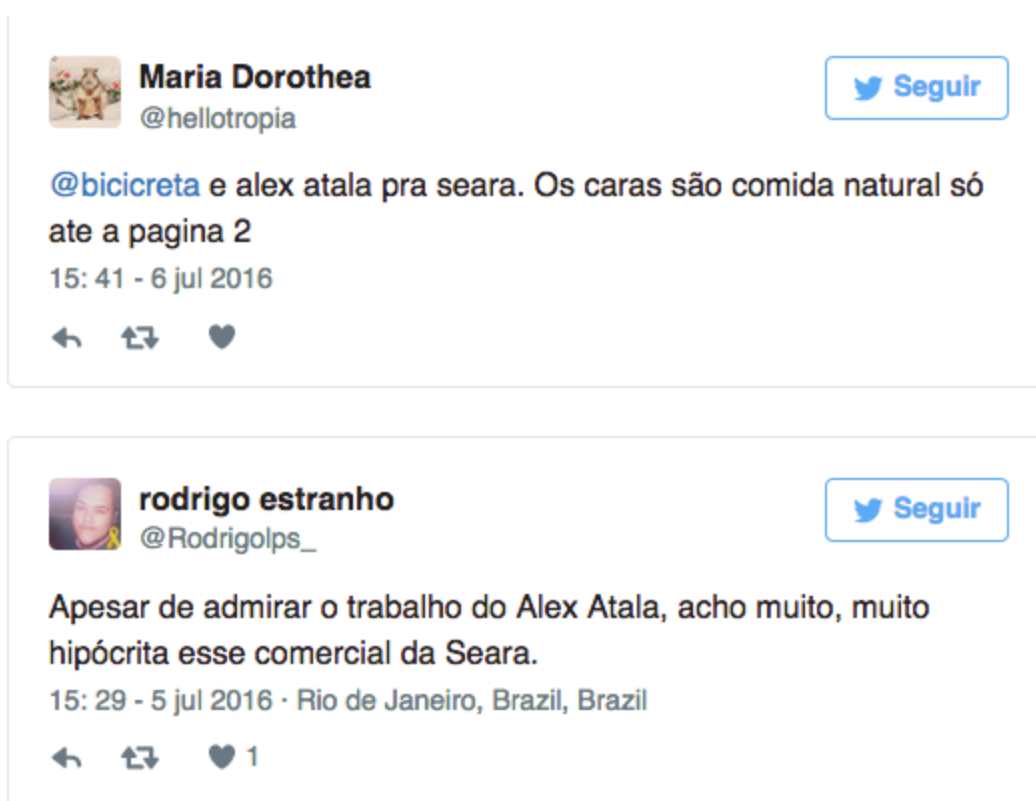 Maria Dorothea
Seguir
@hellotropia
@bicicreta e alex atala pra seara. Os caras são comida natural só
ate a pagina 2
15: 41 - 6 jul 2016
rodrigo estranho
Seguir
@Rodrigolps_
Apesar de admirar o trabalho do Alex Atala, acho muito, muito
hipócrita esse comercial da Seara.
15: 29 - 5 jul 2016 · Rio de Janeiro, Brazil, Brazil
1